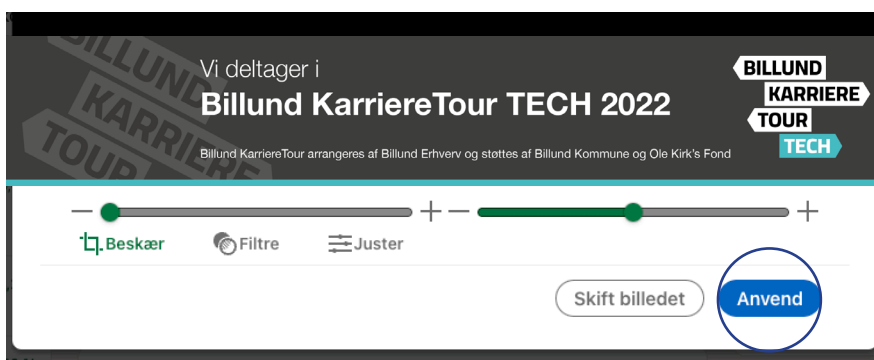 BILLUND
KARRIERE
TOUR
Vi deltager i
Billund KarriereTour TECH 2022
Billund KarriereTour arrangeres af Billund Erhverv og støttes af Billund Kommune og Ole Kirk's Fond
BILLUND
KARRIERE
TOUR
TECH
Beskær Filtre Juster
Skift billedet Anvend